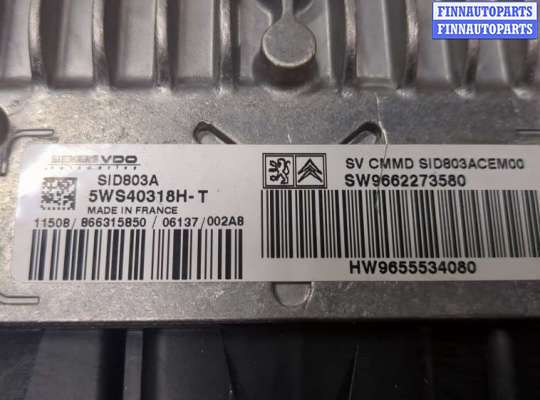 FINNAUTOPARTS
FINNAUTOPARTS
SIEMENS VDO
SID803A
5WS40318H-T
MADE IN FRANCE
11508/866315850/06137/002A8
SV CMMD SID803ACEM00
SW9662273580
HW9655534080